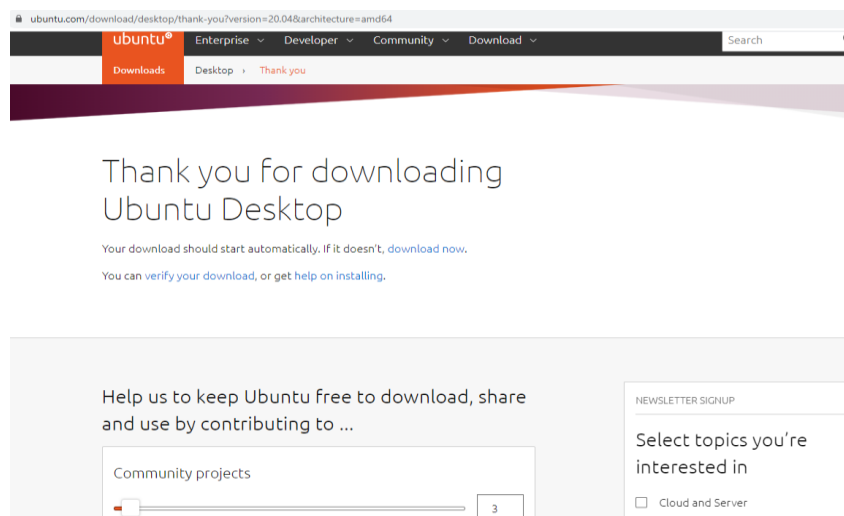 ubuntu.com/download/desktop/thank-you?version=20.04&architecture=amd64
ubuntu® Enterprise Developer Community Download Search
Downloads Desktop › Thank you
Thank you for downloading
Ubuntu Desktop
Your download should start automatically. If it doesn't, download now.
You can verify your download, or get help on installing.
Help us to keep Ubuntu free to download, share
and use by contributing to ...
Community projects
3
NEWSLETTER SIGNUP
Select topics you're
interested in
Cloud and Server